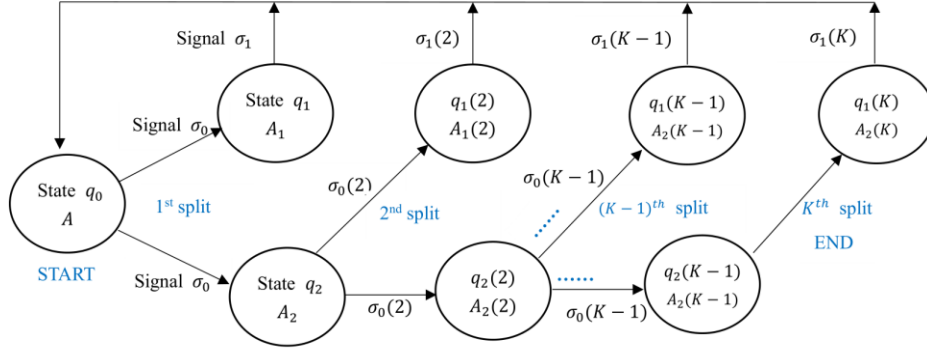 Signal σ₁
σ₁(2)
σ₁(K − 1)
σ₁(K)
State q₁
A₁
q₁(2)
A₁(2)
q₁(K − 1)
A₂(K − 1)
q₁(K)
A₂(K)
Signal σ₀
State q₀
A
START
1st split
σ₀(2)
2nd split
σ₀(K − 1)
(K − 1)th split
Kth split
END
Signal σ₀
State q₂
A₂
σ₀(2)
q₂(2)
A₂(2)
σ₀(K − 1)
q₂(K − 1)
A₂(K − 1)